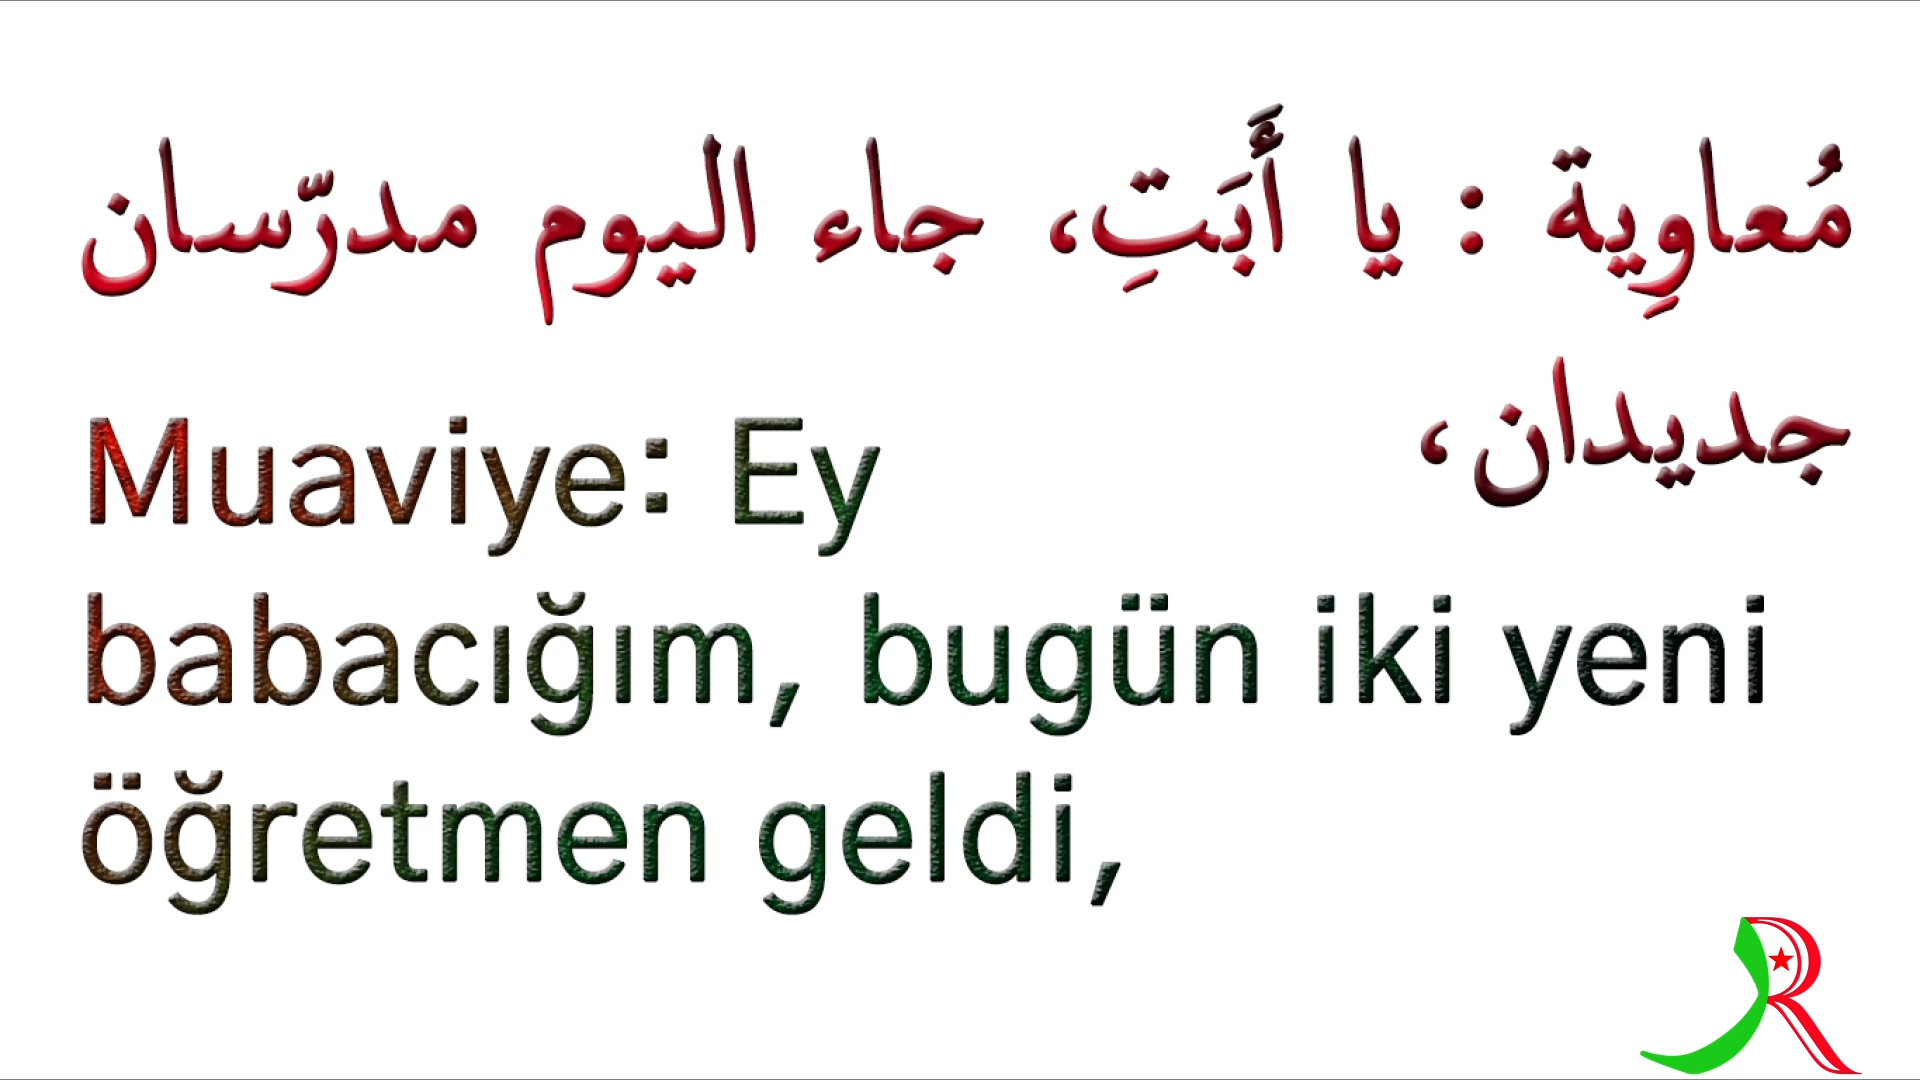 مُعاوِية : يا أَبَتِ، جاء اليوم مدرّسان
جديدان،
Muaviye: Ey
babacığım, bugün iki yeni
öğretmen geldi,